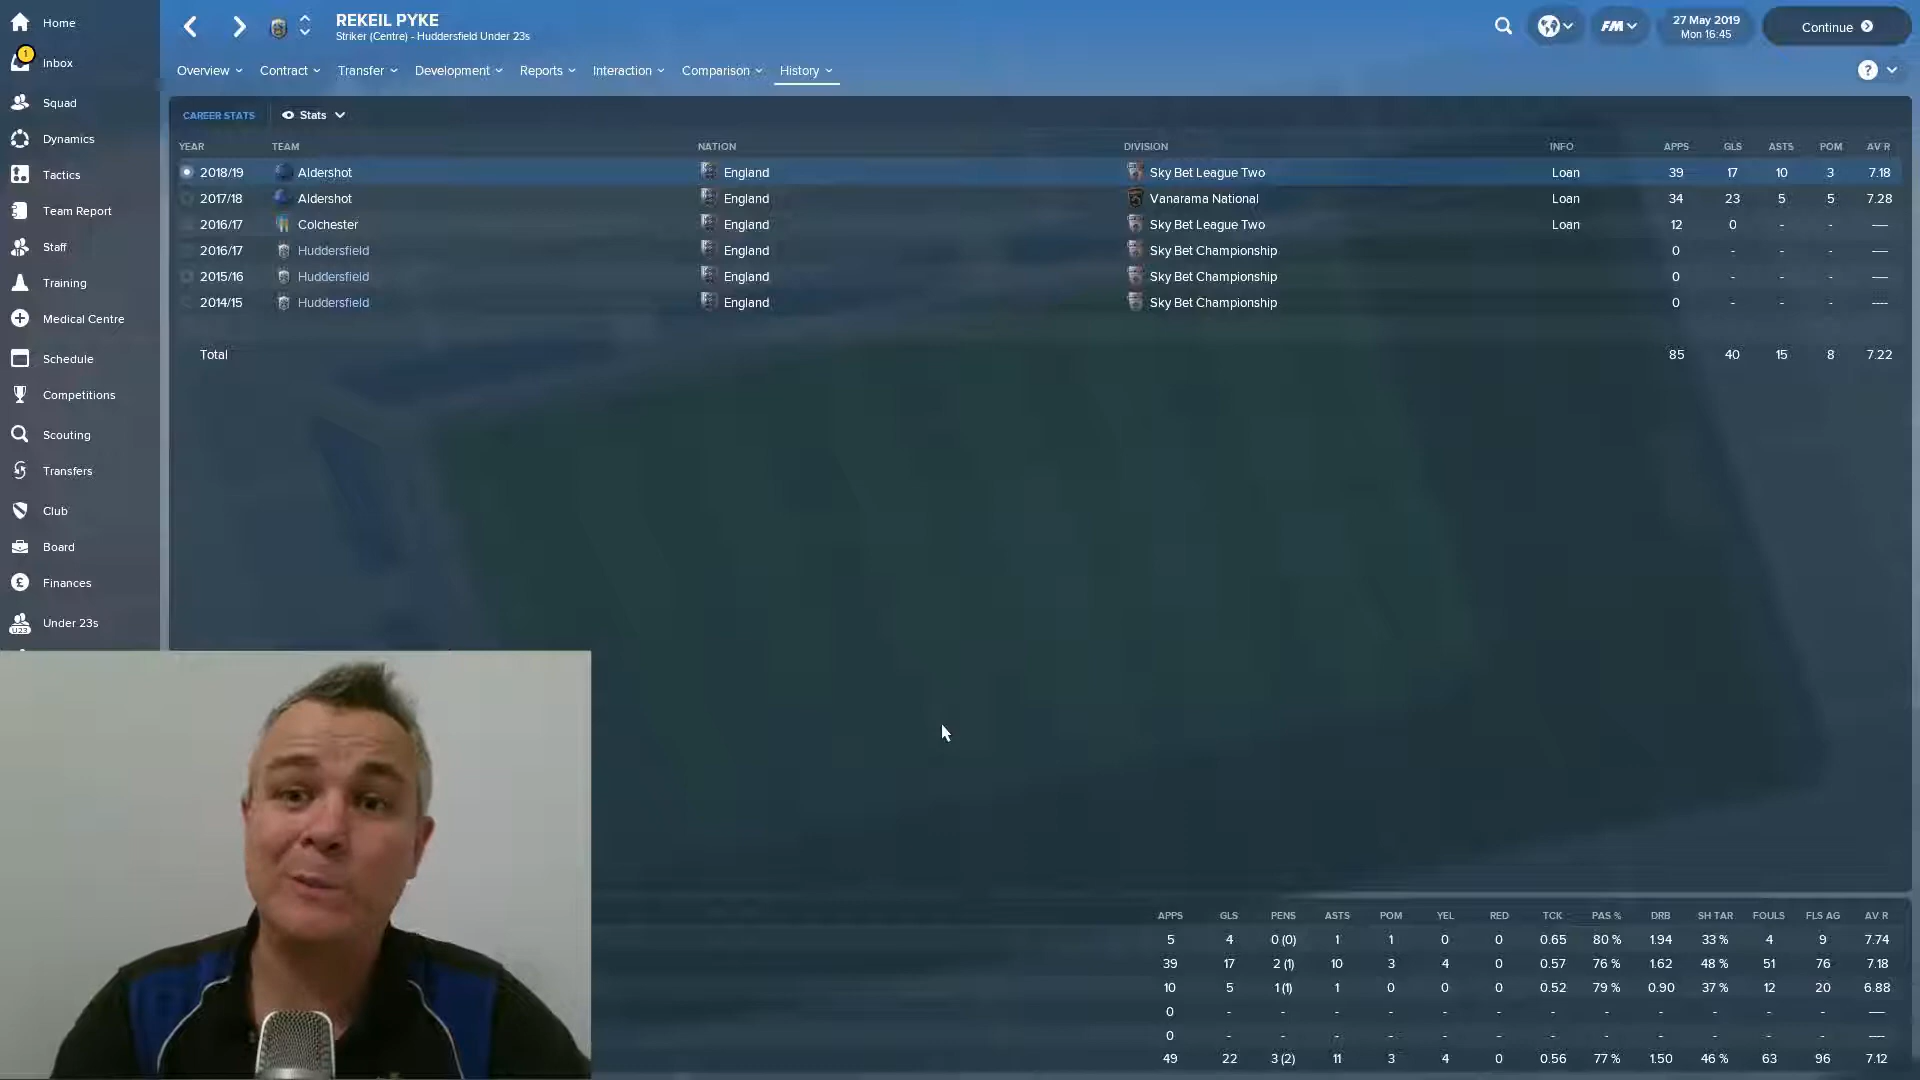 Home
Inbox
1
Squad
Dynamics
Tactics
Team Report
Staff
Training
Medical Centre
Schedule
Competitions
Scouting
Transfers
Club
Board
Finances
Under 23s
U23
REKEIL PYKE
Striker (Centre) - Huddersfield Under 23s
FM
27 May 2019
Mon 16:45
Continue
Overview Contract Transfer Development Reports Interaction Comparison History
?
CAREER STATS Stats
YEAR TEAM NATION DIVISION INFO APPS GLS ASTS POM AV R
2018/19 Aldershot England Sky Bet League Two Loan 39 17 10 3 7.18
2017/18 Aldershot England Vanarama National Loan 34 23 5 5 7.28
2016/17 Colchester England Sky Bet League Two Loan 12 0 - - ---
2016/17 Huddersfield England Sky Bet Championship 0 - - - ---
2015/16 Huddersfield England Sky Bet Championship 0 - - - ---
2014/15 Huddersfield England Sky Bet Championship 0 - - - ---
Total 85 40 15 8 7.22
APPS GLS PENS ASTS POM YEL RED TCK PAS % DRB SH TAR FOULS FLS AG AV R
5 4 0 (0) 1 1 0 0 0.65 80 % 1.94 33 % 4 9 7.74
39 17 2 (1) 10 3 4 0 0.57 76 % 1.62 48 % 51 76 7.18
10 5 1 (1) 1 0 0 0 0.52 79 % 0.90 37 % 12 20 6.88
0 - - - - - - - - - - - - ---
0 - - - - - - - - - - - - ---
49 22 3 (2) 11 3 4 0 0.56 77 % 1.50 46 % 63 96 7.12